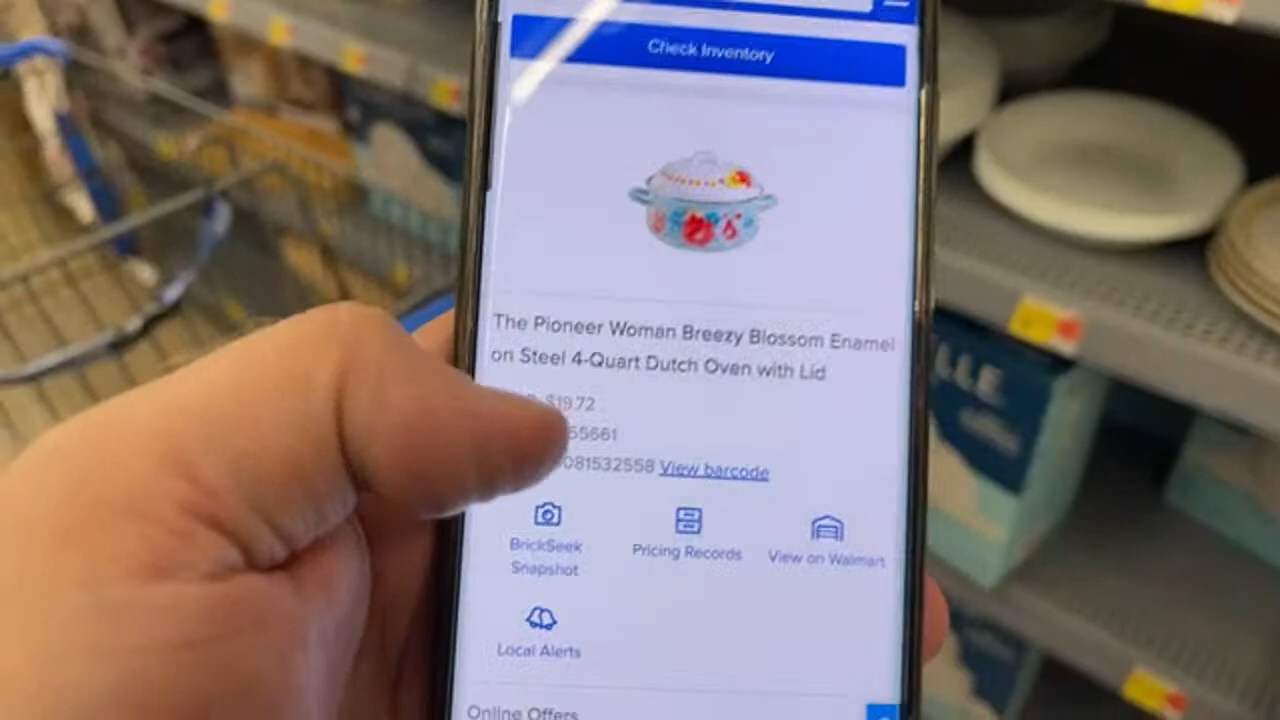 Check Inventory
The Pioneer Woman Breezy Blossom Enamel
on Steel 4-Quart Dutch Oven with Lid
$19.72
55661
081532558 View barcode
BrickSeek
Snapshot
Pricing Records
View on Walmart
Local Alerts
Online Offers
LLE